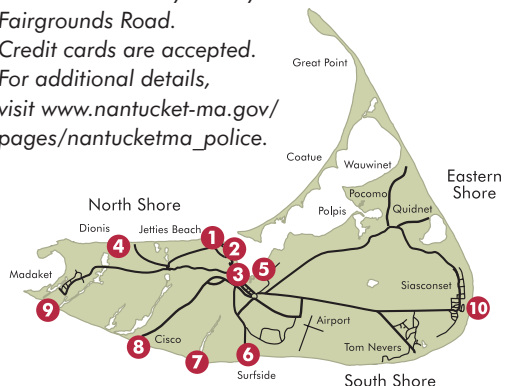 Fairgrounds Road.
Credit cards are accepted.
For additional details,
visit www.nantucket-ma.gov/
pages/nantucketma_police.
Great Point
Coatue
Wauwinet
Eastern
Shore
Pocomo
Polpis
Quidnet
North Shore
Dionis
Jetties Beach
1
2
4
3
5
Madaket
Siasconset
9
10
Airport
8
Cisco
7
6
Tom Nevers
Surfside
South Shore